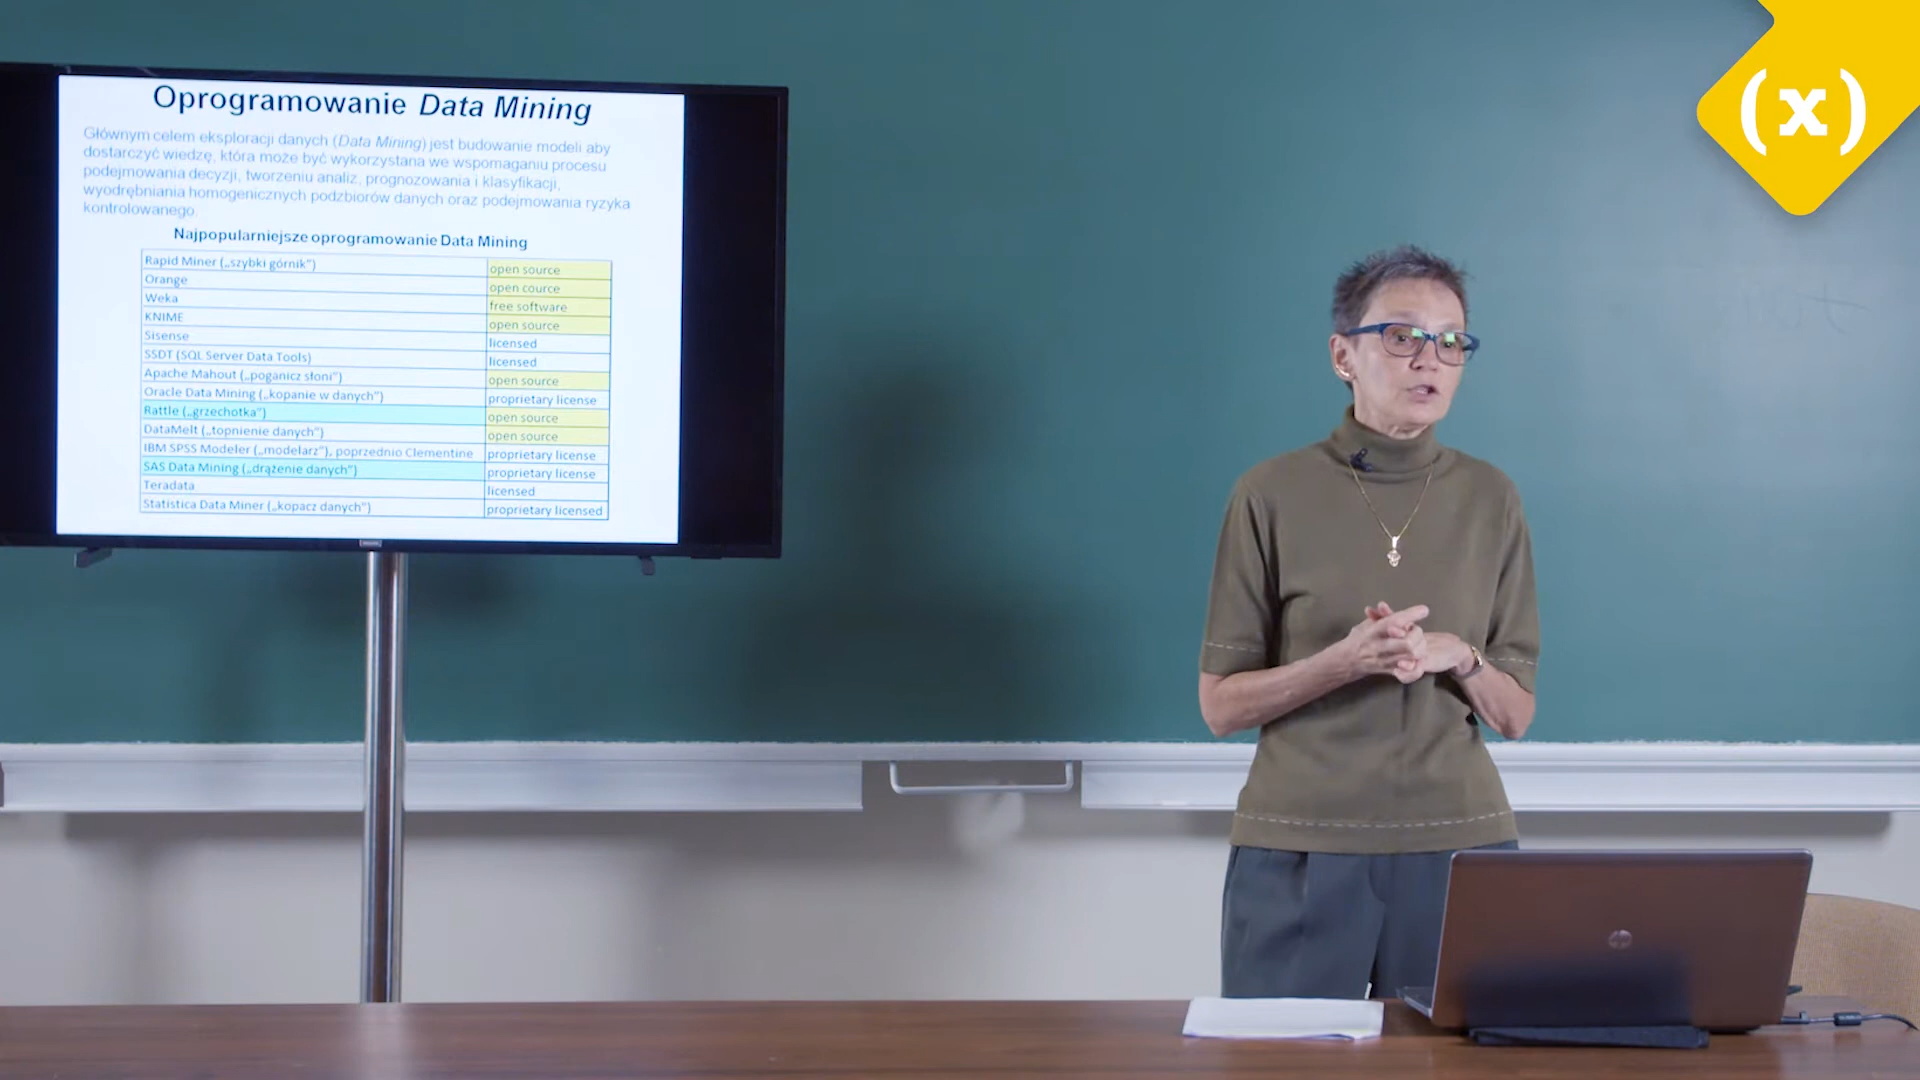 Oprogramowanie Data Mining
Głównym celem eksploracji danych (Data Mining) jest budowanie modeli aby
dostarczyć wiedzę, która może być wykorzystana we wspomaganiu procesu
podejmowania decyzji, tworzeniu analiz, prognozowania i klasyfikacji,
wyodrębniania homogenicznych podzbiorów danych oraz podejmowania ryzyka
kontrolowanego.
Najpopularniejsze oprogramowanie Data Mining
Rapid Miner („szybki górnik”) open source
Orange open cource
Weka free software
KNIME open source
Sisense licensed
SSDT (SQL Server Data Tools) licensed
Apache Mahout („poganicz słoni”) open source
Oracle Data Mining („kopanie w danych”) proprietary license
Rattle („grzechotka”) open source
DataMelt („topnienie danych”) open source
IBM SPSS Modeler („modelarz”), poprzednio Clementine proprietary license
SAS Data Mining („drążenie danych”) proprietary license
Teradata licensed
Statistica Data Miner („kopacz danych”) proprietary licensed
(x)
hp